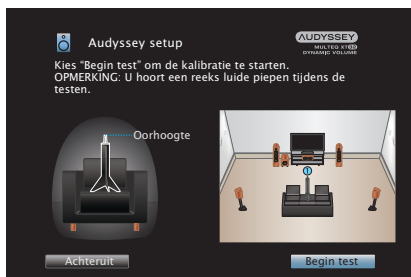 Audyssey setup
AUDYSSEY
MULTEQ XT32
DYNAMIC VOLUME
Kies “Begin test” om de kalibratie te starten.
OPMERKING: U hoort een reeks luide piepen tijdens de
testen.
Oorhoogte
Achteruit
Begin test